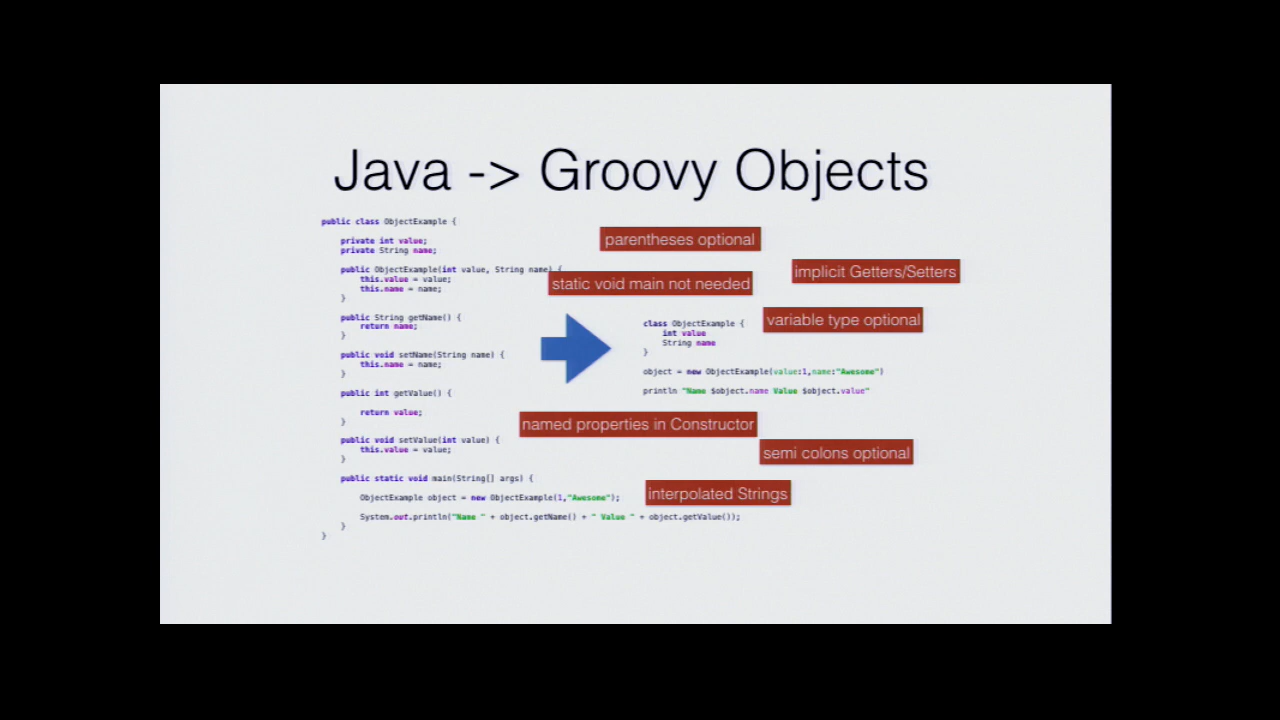 Java -> Groovy Objects
public class ObjectExample {
private int value;
private String name;
public ObjectExample(int value, String name) {
this.value = value;
this.name = name;
}
public String getName() {
return name;
}
public void setName(String name) {
this.name = name;
}
public int getValue() {
return value;
}
public void setValue(int value) {
this.value = value;
}
public static void main(String[] args) {
ObjectExample object = new ObjectExample(1,"Awesome");
System.out.println("Name " + object.getName() + " Value " + object.getValue());
}
}
parentheses optional
implicit Getters/Setters
static void main not needed
variable type optional
class ObjectExample {
int value
String name
}
object = new ObjectExample(value:1,name:"Awesome")
println "Name $object.name Value $object.value"
named properties in Constructor
semi colons optional
interpolated Strings